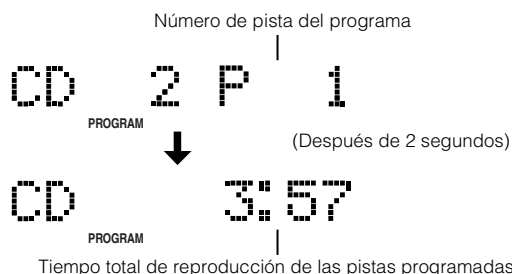 Número de pista del programa
CD 2 P 1
PROGRAM
(Después de 2 segundos)
CD 3:57
PROGRAM
Tiempo total de reproducción de las pistas programadas